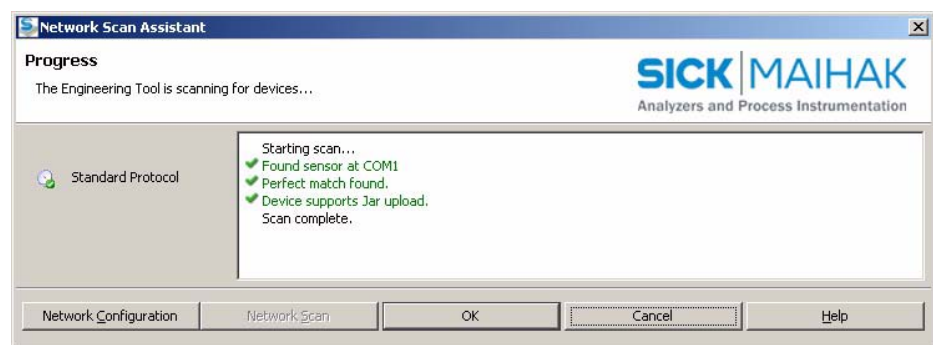 Network Scan Assistant
Progress
The Engineering Tool is scanning for devices...
SICK MAIHAK
Analyzers and Process Instrumentation
Standard Protocol
Starting scan...
Found sensor at COM1
Perfect match found.
Device supports Jar upload.
Scan complete.
Network Configuration
Network Scan
OK
Cancel
Help